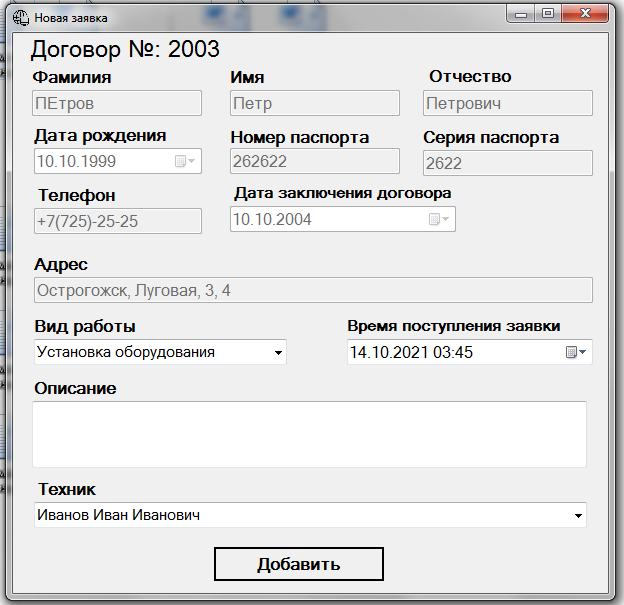 Новая заявка
Договор №: 2003
Фамилия Имя Отчество
ПЕтров Петр Петрович
Дата рождения Номер паспорта Серия паспорта
10.10.1999 262622 2622
Телефон Дата заключения договора
+7(725)-25-25 10.10.2004
Адрес
Острогожск, Луговая, 3, 4
Вид работы Время поступления заявки
Установка оборудования 14.10.2021 03:45
Описание
Техник
Иванов Иван Иванович
Добавить